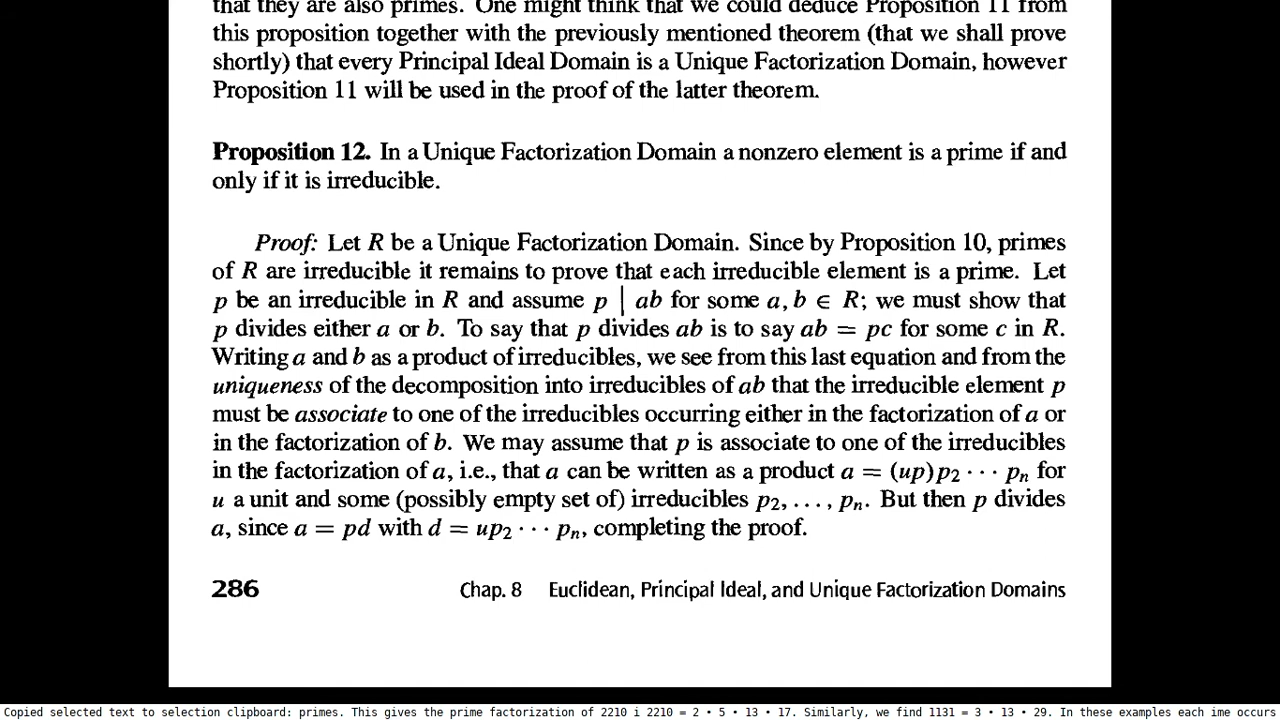 that they are also primes. One might think that we could deduce Proposition 11 from
this proposition together with the previously mentioned theorem (that we shall prove
shortly) that every Principal Ideal Domain is a Unique Factorization Domain, however
Proposition 11 will be used in the proof of the latter theorem.
Proposition 12. In a Unique Factorization Domain a nonzero element is a prime if and
only if it is irreducible.
Proof: Let R be a Unique Factorization Domain. Since by Proposition 10, primes
of R are irreducible it remains to prove that each irreducible element is a prime. Let
p be an irreducible in R and assume p | ab for some a, b ∈ R; we must show that
p divides either a or b. To say that p divides ab is to say ab = pc for some c in R.
Writing a and b as a product of irreducibles, we see from this last equation and from the
uniqueness of the decomposition into irreducibles of ab that the irreducible element p
must be associate to one of the irreducibles occurring either in the factorization of a or
in the factorization of b. We may assume that p is associate to one of the irreducibles
in the factorization of a, i.e., that a can be written as a product a = (up)p₂ ⋯ pₙ for
u a unit and some (possibly empty set of) irreducibles p₂, . . . , pₙ. But then p divides
a, since a = pd with d = up₂ ⋯ pₙ, completing the proof.
286 Chap. 8 Euclidean, Principal Ideal, and Unique Factorization Domains
Copied selected text to selection clipboard: primes. This gives the prime factorization of 2210 i 2210 = 2 • 5 • 13 • 17. Similarly, we find 1131 = 3 • 13 • 29. In these examples each ime occurs